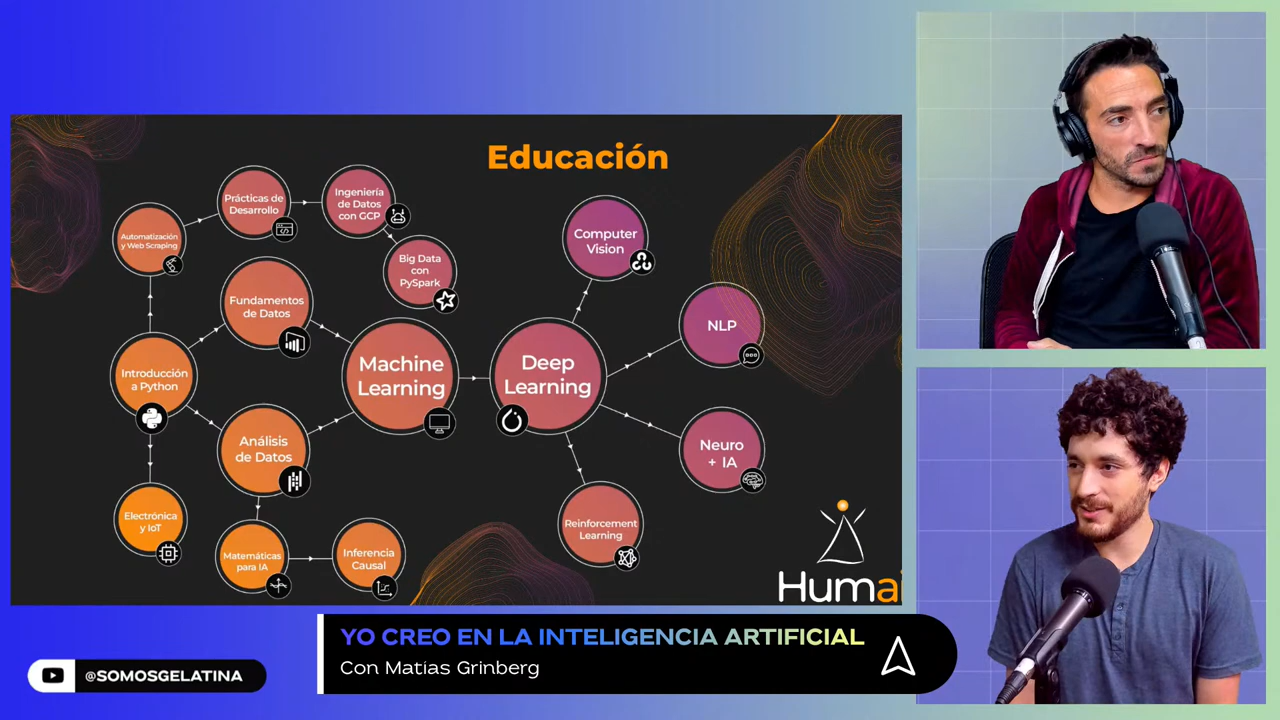 Educación
Prácticas de
Desarrollo
Ingeniería
de Datos
con GCP
Automatización
y Web Scraping
Big Data
con
PySpark
Computer
Vision
Fundamentos
de Datos
NLP
Introducción
a Python
Machine
Learning
Deep
Learning
Análisis
de Datos
Neuro
+ IA
Electrónica
y IoT
Matemáticas
para IA
Inferencia
Causal
Reinforcement
Learning
Humai
YO CREO EN LA INTELIGENCIA ARTIFICIAL
Con Matias Grinberg
@SOMOSGELATINA